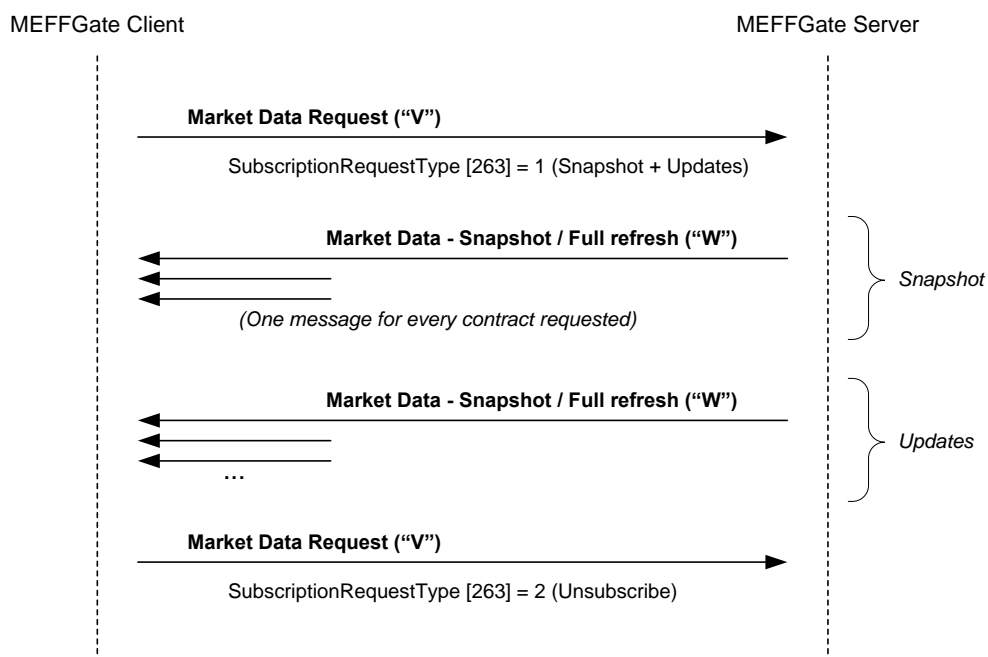 MEFFGate Client
MEFFGate Server
Market Data Request (“V”)
SubscriptionRequestType [263] = 1 (Snapshot + Updates)
Market Data - Snapshot / Full refresh (“W”)
Snapshot
(One message for every contract requested)
Market Data - Snapshot / Full refresh (“W”)
Updates
...
Market Data Request (“V”)
SubscriptionRequestType [263] = 2 (Unsubscribe)